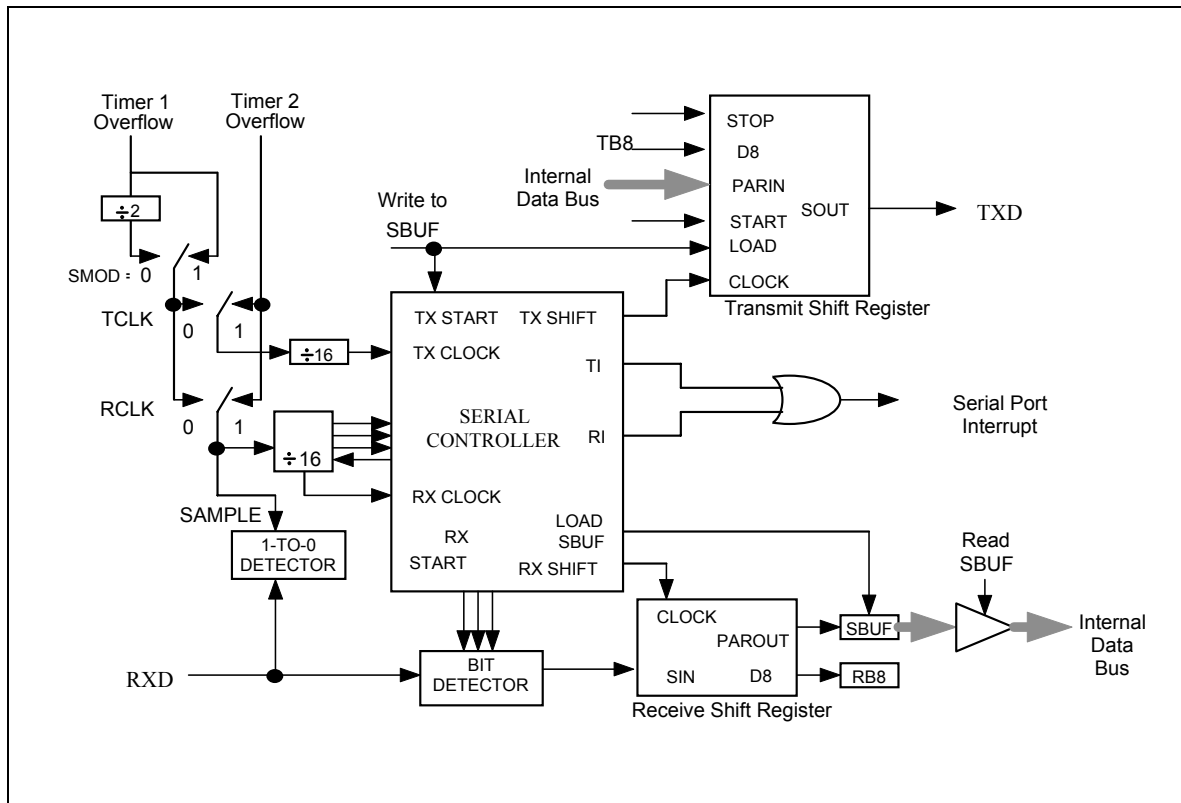 Timer 1
Overflow
Timer 2
Overflow
÷2
SMOD = 0
1
TCLK
0
1
÷16
RCLK
0
1
÷16
SAMPLE
1-TO-0
DETECTOR
RXD
Write to
SBUF
TX START
TX SHIFT
TX CLOCK
TI
SERIAL
CONTROLLER
RI
RX CLOCK
LOAD
SBUF
RX
START
RX SHIFT
BIT
DETECTOR
TB8
Internal
Data Bus
STOP
D8
PARIN
SOUT
START
LOAD
CLOCK
Transmit Shift Register
TXD
Serial Port
Interrupt
CLOCK
PAROUT
SIN
D8
Receive Shift Register
SBUF
RB8
Read
SBUF
Internal
Data
Bus